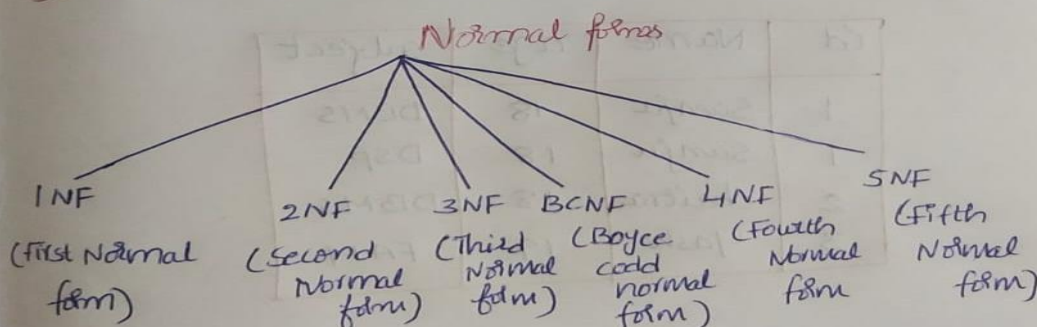 Normal forms
1NF
(First Normal
form)
2NF
(Second
Normal
form)
3NF
(Third
Normal
form)
BCNF
(Boyce
codd
normal
form)
4NF
(Fourth
Normal
form
5NF
(Fifth
Normal
form)